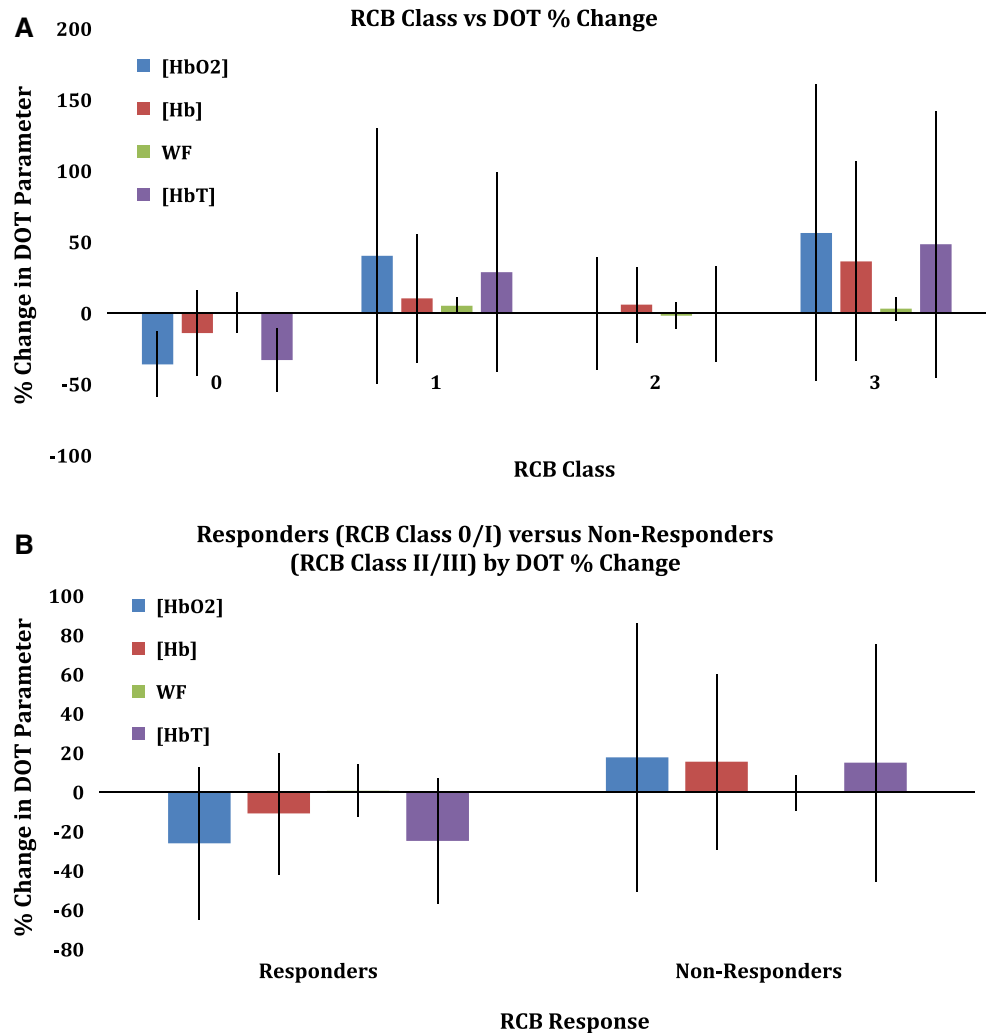 A
RCB Class vs DOT % Change
% Change in DOT Parameter
200
150
100
50
0
-50
-100
[HbO2]
[Hb]
WF
[HbT]
0
1
2
3
RCB Class
B
Responders (RCB Class 0/I) versus Non-Responders
(RCB Class II/III) by DOT % Change
% Change in DOT Parameter
100
80
60
40
20
0
-20
-40
-60
-80
[HbO2]
[Hb]
WF
[HbT]
Responders
Non-Responders
RCB Response